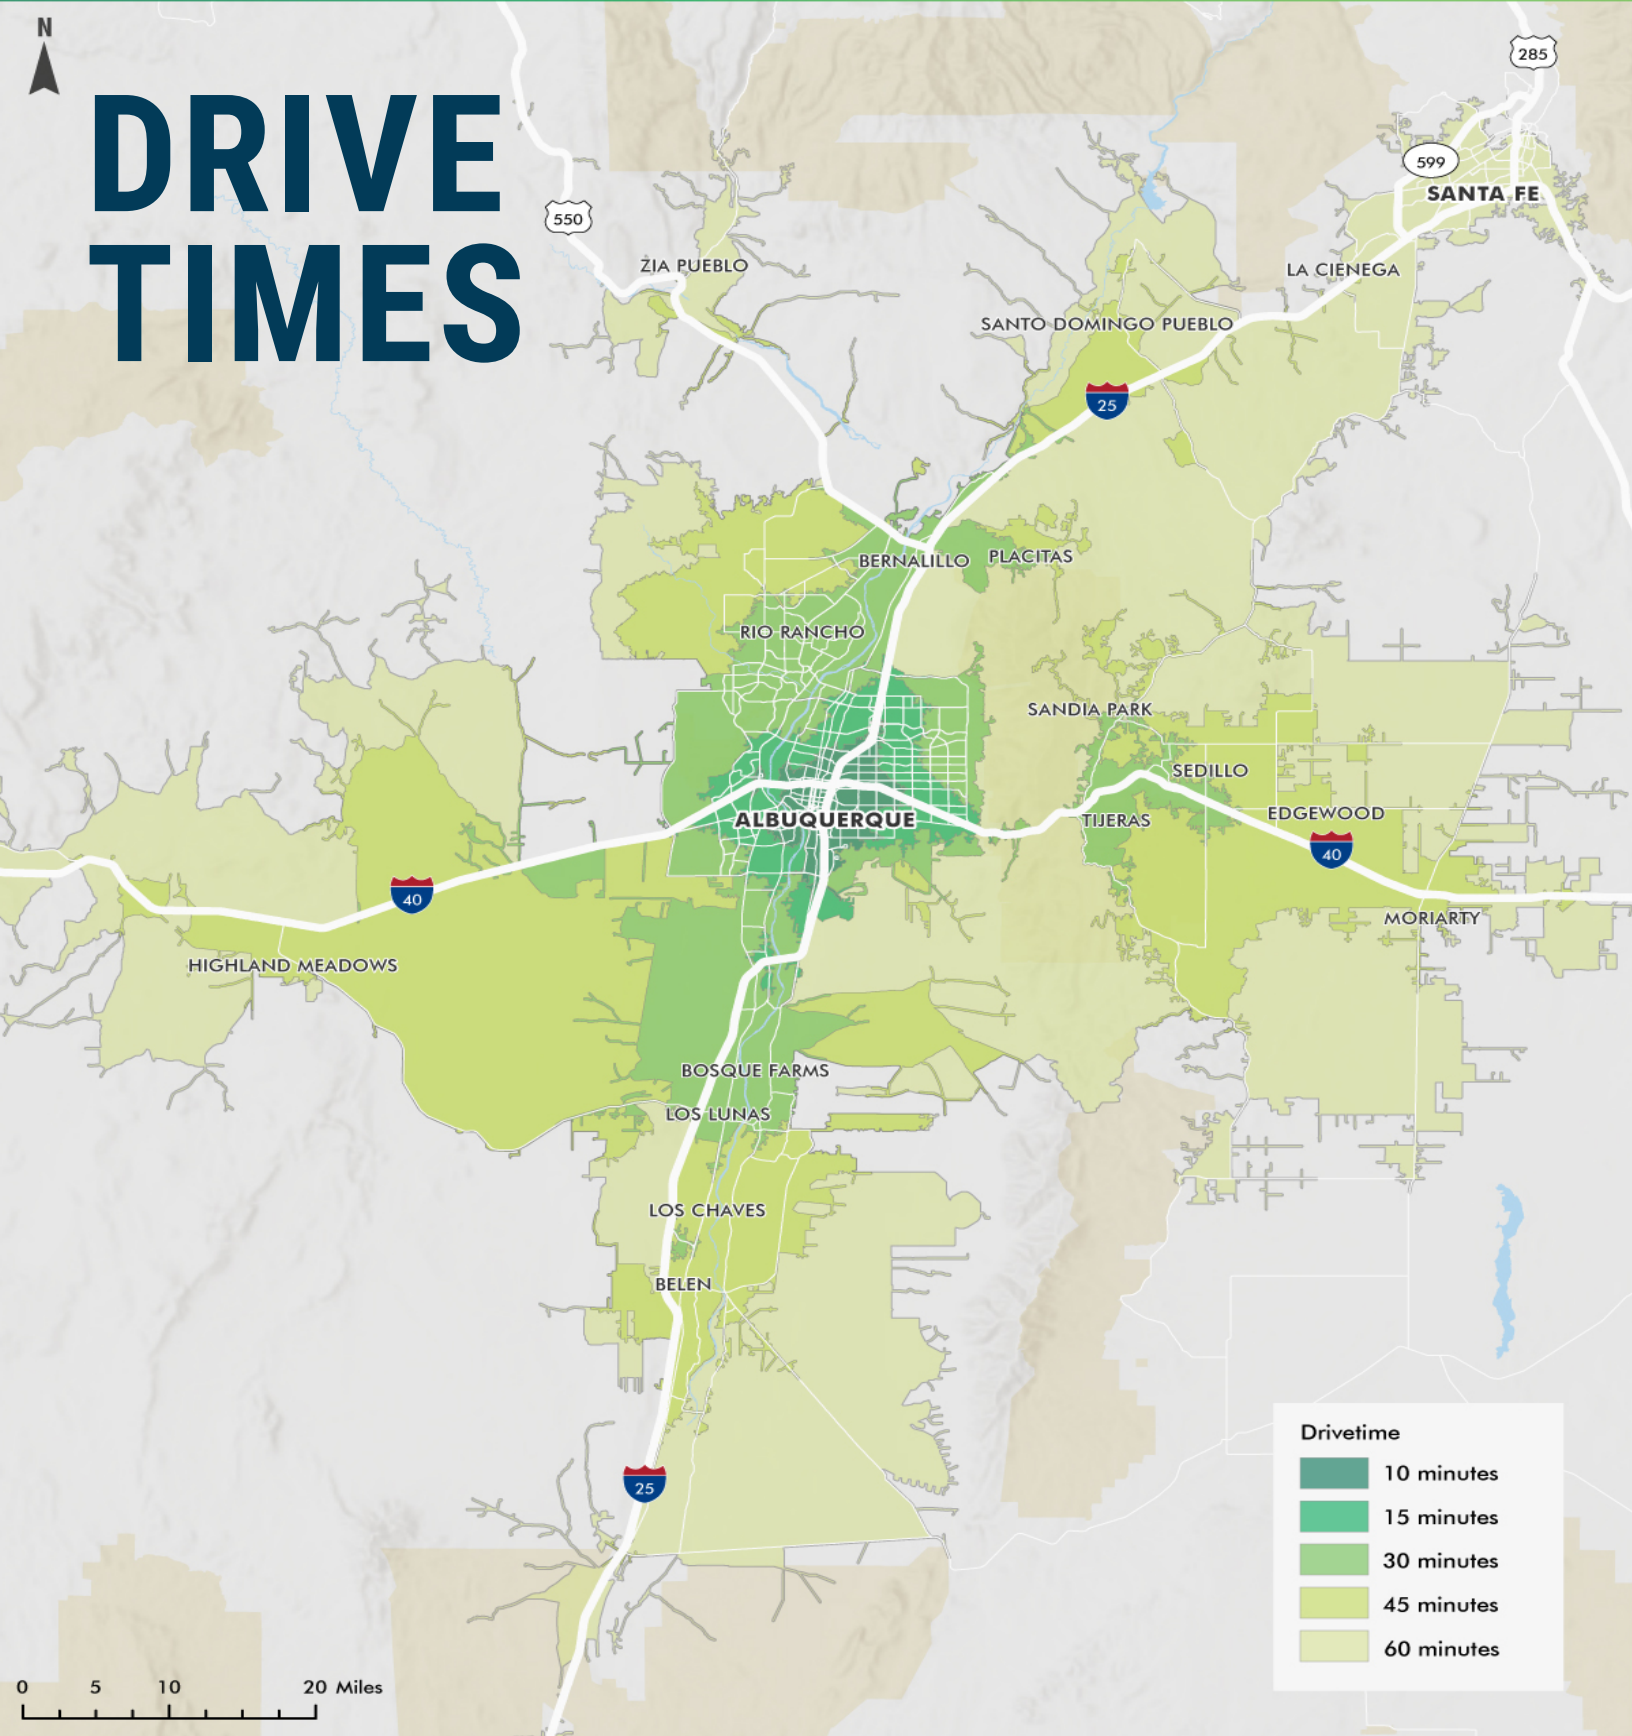 N
DRIVE
TIMES
285
599
SANTA FE
550
ZIA PUEBLO
LA CIENEGA
SANTO DOMINGO PUEBLO
25
BERNALILLO
PLACITAS
RIO RANCHO
SANDIA PARK
SEDILLO
ALBUQUERQUE
TIJERAS
EDGEWOOD
40
40
MORIARTY
HIGHLAND MEADOWS
BOSQUE FARMS
LOS LUNAS
LOS CHAVES
BELEN
25
Drivetime
10 minutes
15 minutes
30 minutes
45 minutes
60 minutes
0 5 10 20 Miles